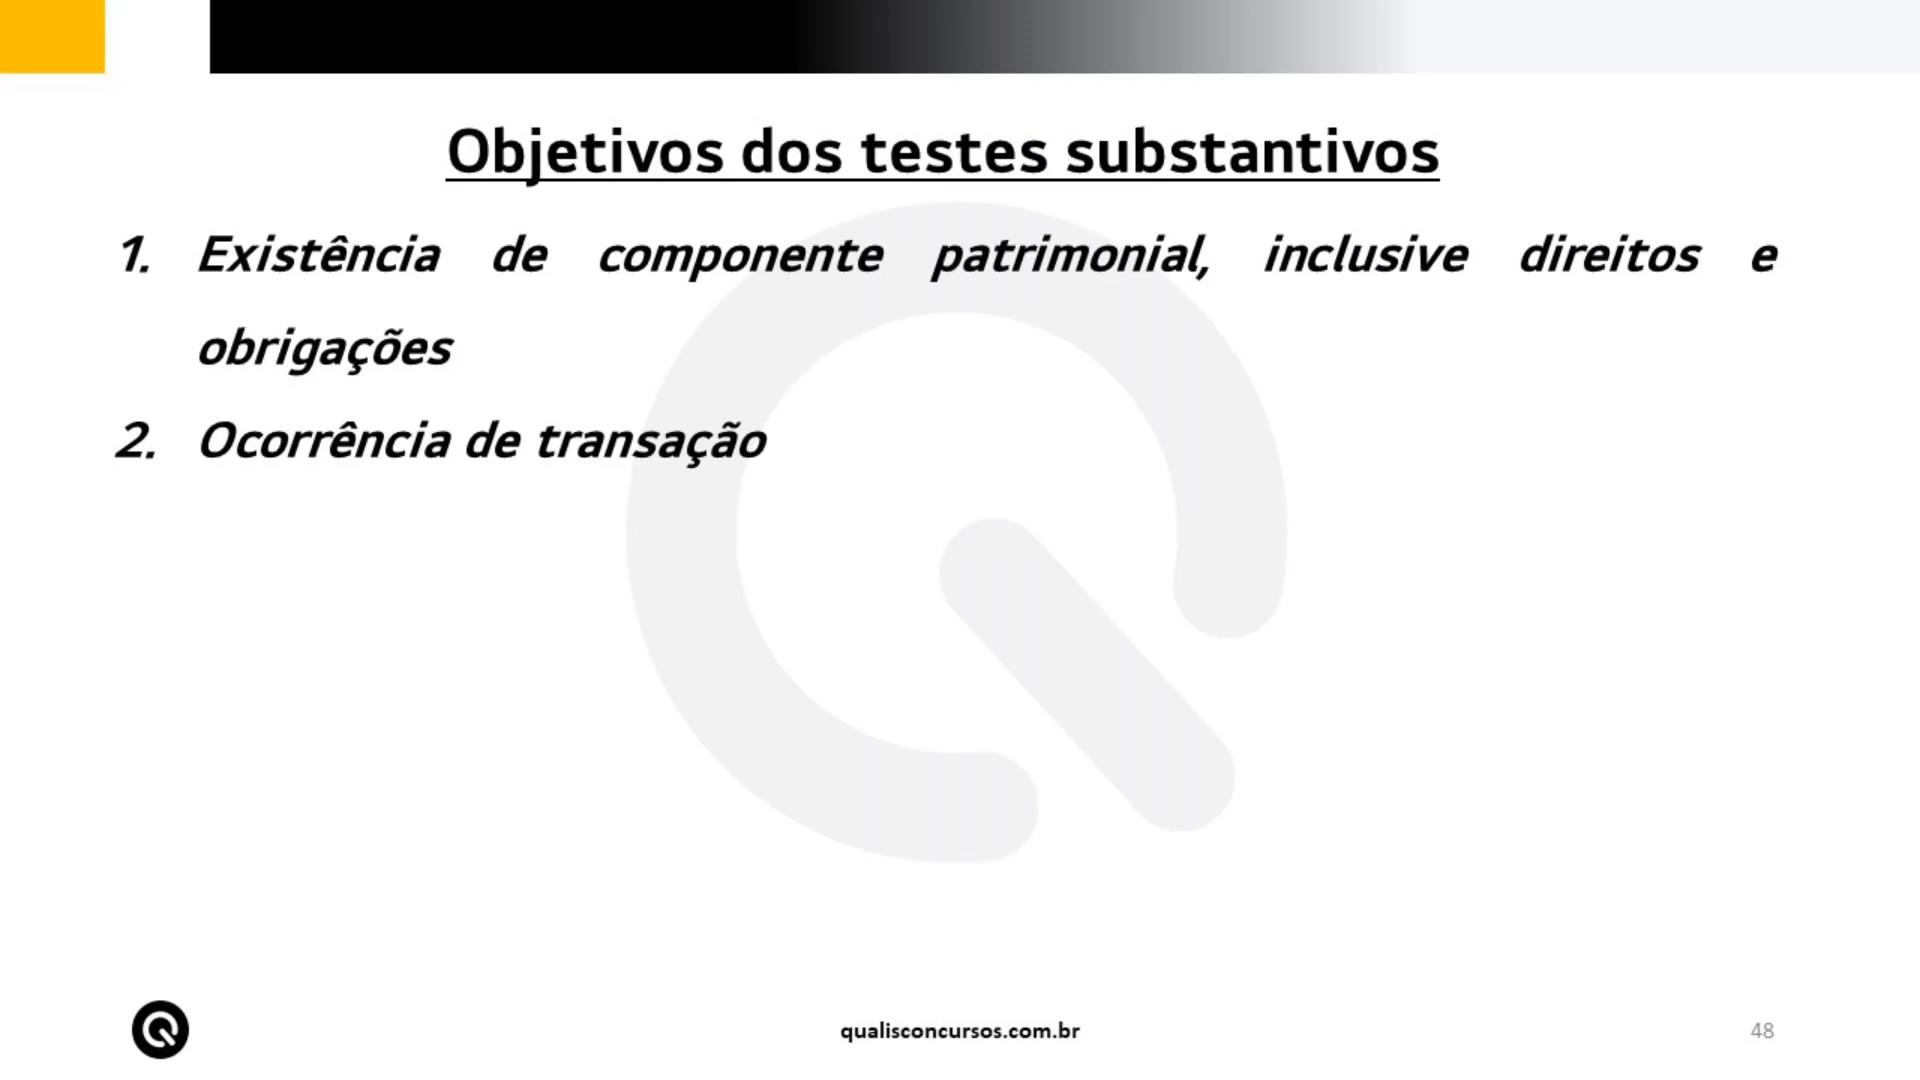 Objetivos dos testes substantivos
1. Existência de componente patrimonial, inclusive direitos e
obrigações
2. Ocorrência de transação
qualisconcursos.com.br
48